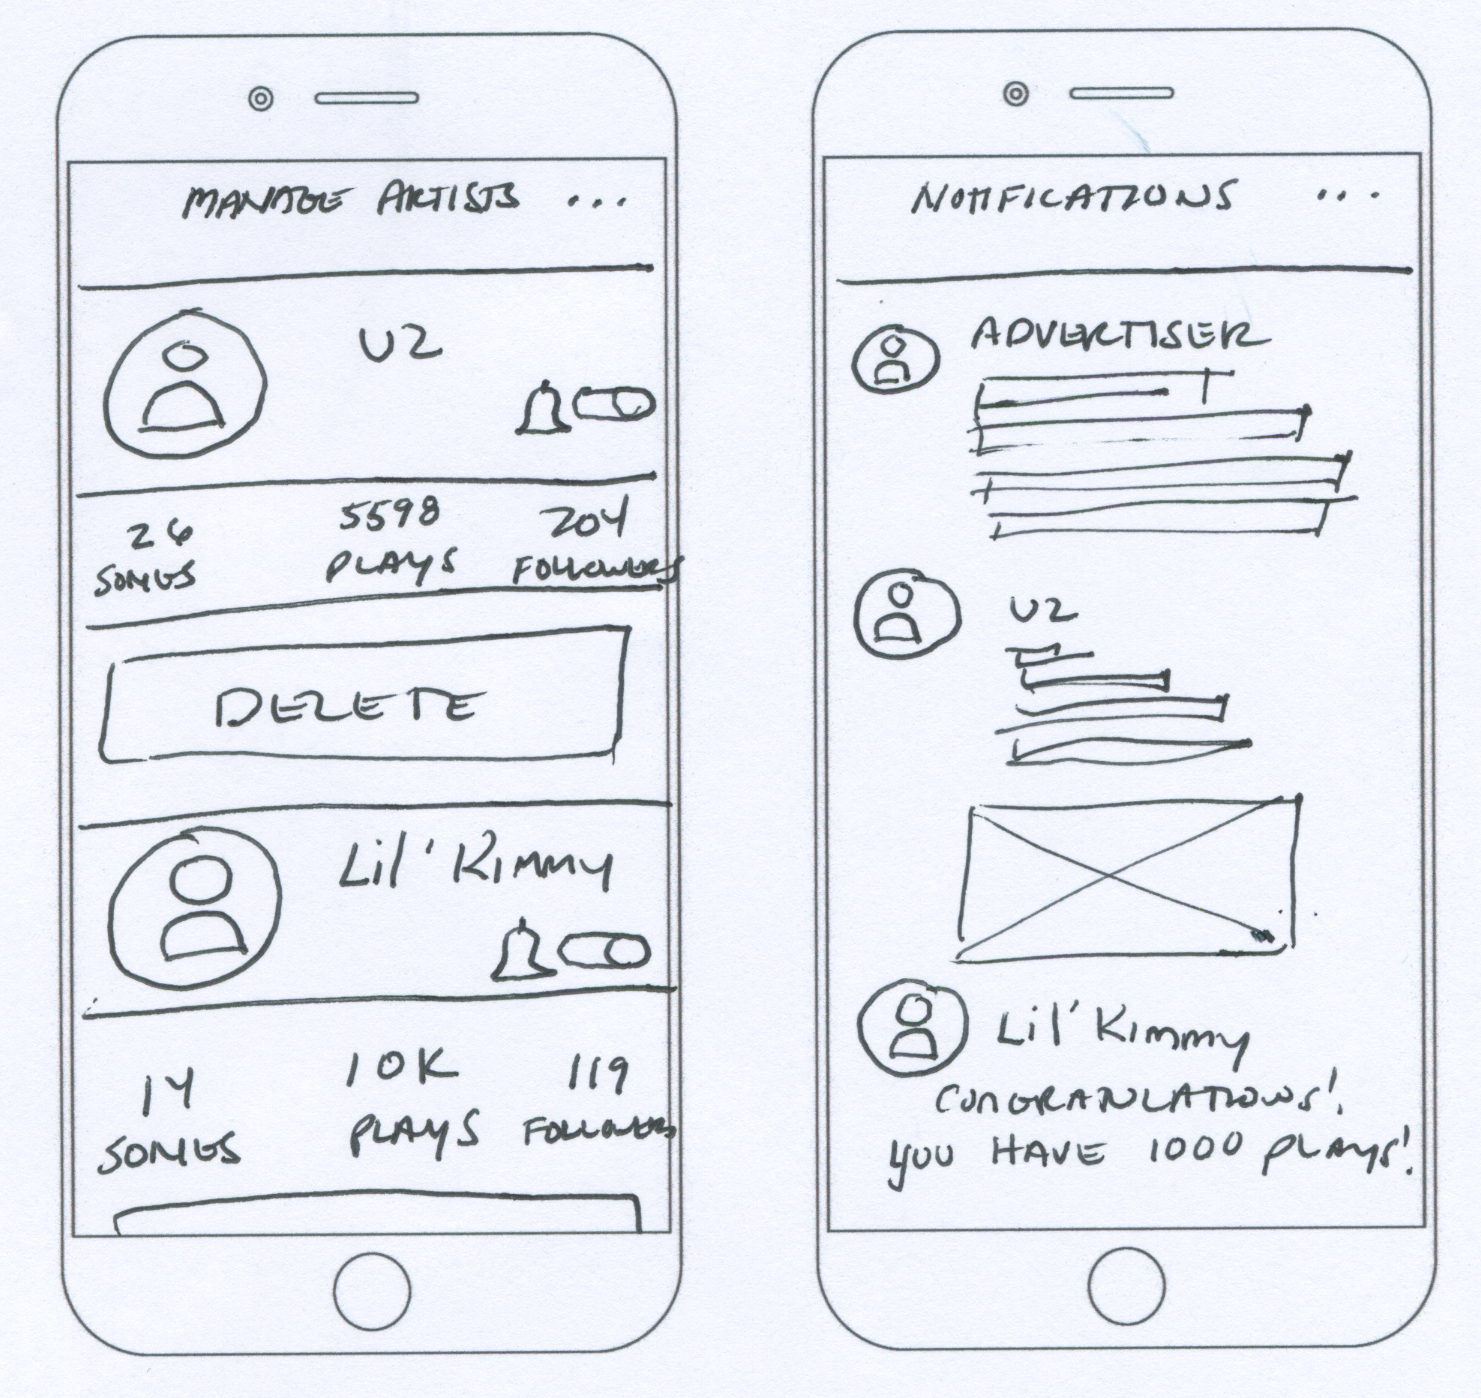 MANAGE ARTISTS ...
U2
26 5598 204
SONGS PLAYS FOLLOWERS
DELETE
Lil' Kimmy
14 10K 119
SONGS PLAYS FOLLOWERS
NOTIFICATIONS ...
ADVERTISER
U2
Lil' Kimmy
CONGRANLATIONS!
YOU HAVE 1000 PLAYS!